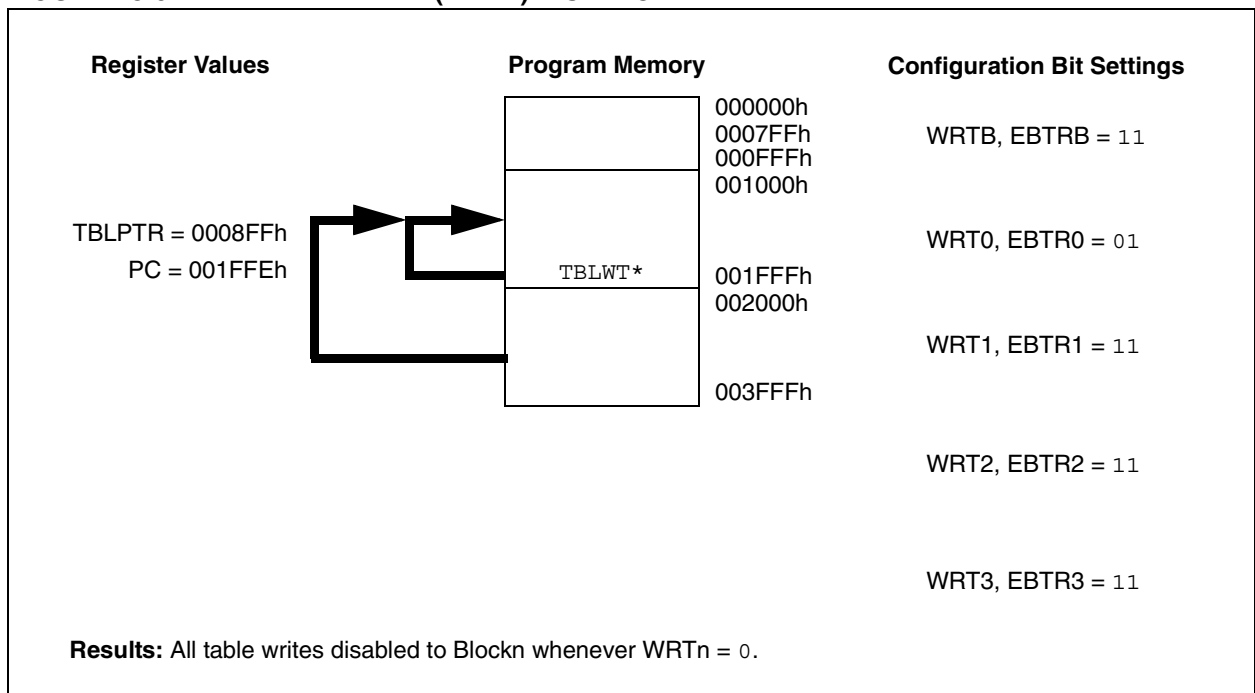 Register Values
Program Memory
Configuration Bit Settings
000000h
0007FFh
WRTB, EBTRB = 11
000FFFh
001000h
TBLPTR = 0008FFh
WRT0, EBTR0 = 01
PC = 001FFEh
TBLWT*
001FFFh
002000h
WRT1, EBTR1 = 11
003FFFh
WRT2, EBTR2 = 11
WRT3, EBTR3 = 11
Results: All table writes disabled to Blockn whenever WRTn = 0.